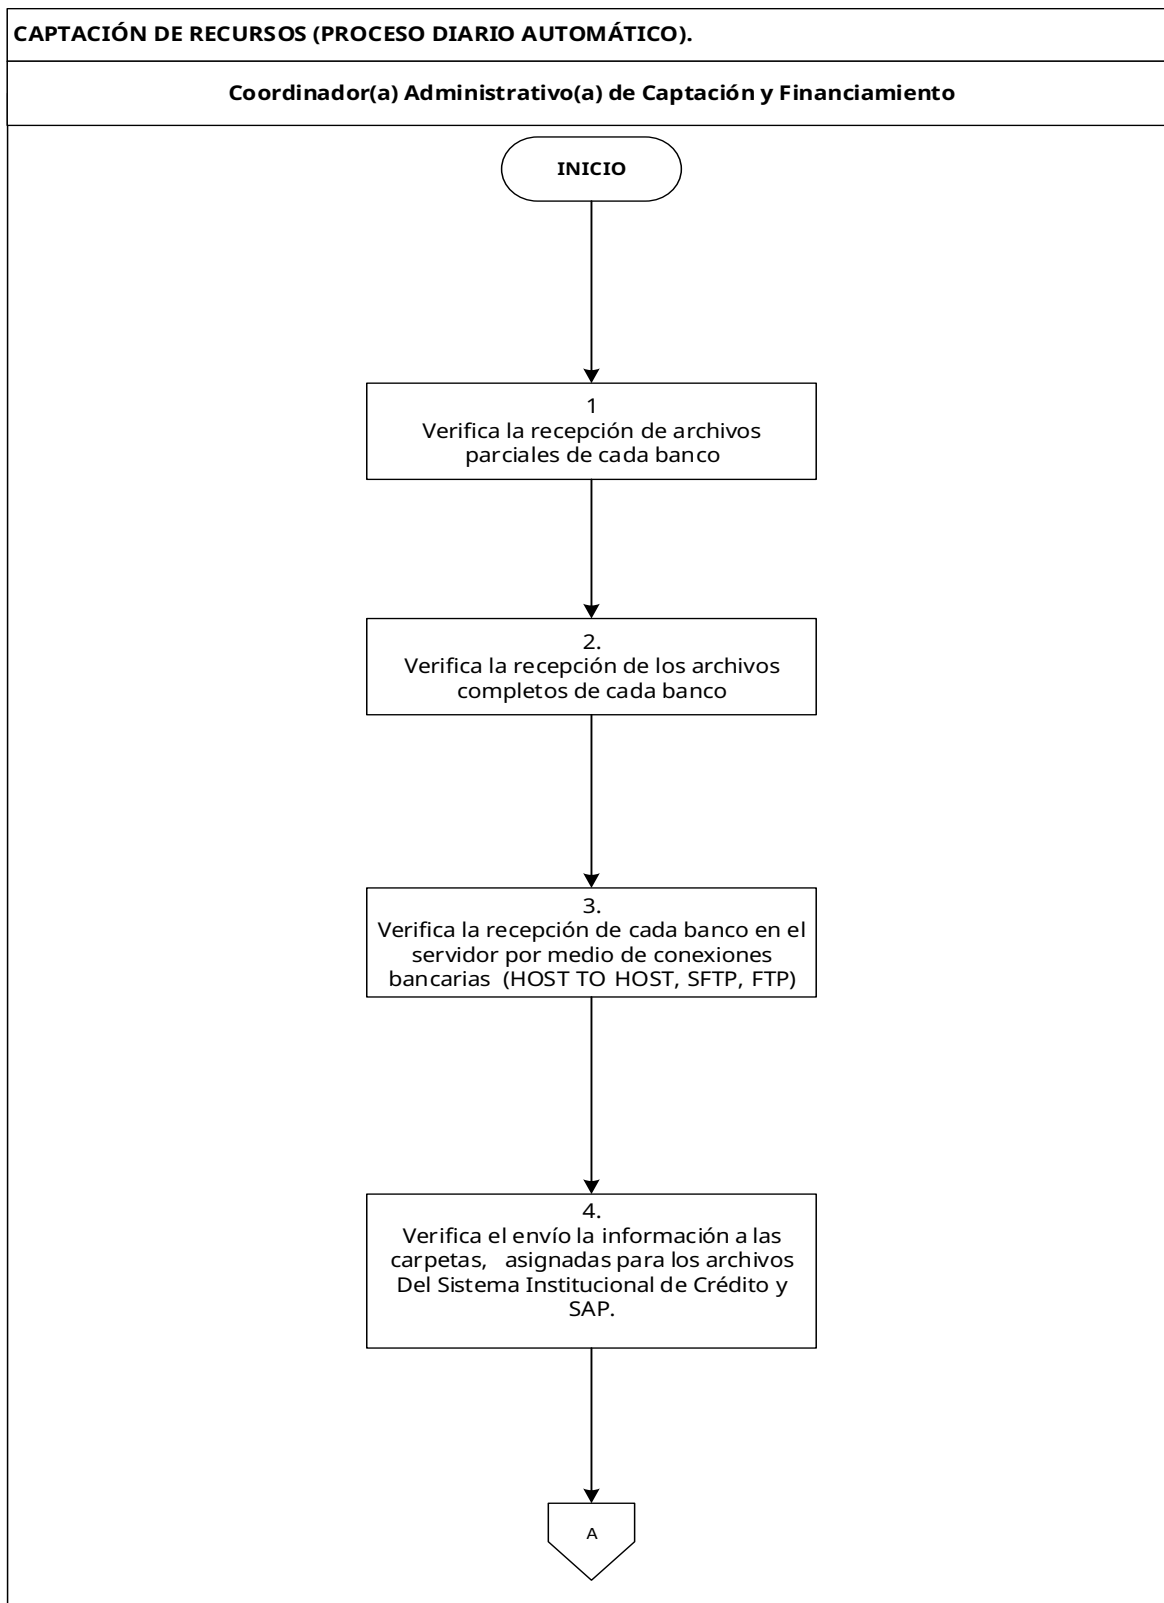 CAPTACIÓN DE RECURSOS (PROCESO DIARIO AUTOMÁTICO).
Coordinador(a) Administrativo(a) de Captación y Financiamiento
INICIO
1
Verifica la recepción de archivos
parciales de cada banco
2.
Verifica la recepción de los archivos
completos de cada banco
3.
Verifica la recepción de cada banco en el
servidor por medio de conexiones
bancarias (HOST TO HOST, SFTP, FTP)
4.
Verifica el envío la información a las
carpetas, asignadas para los archivos
Del Sistema Institucional de Crédito y
SAP.
A